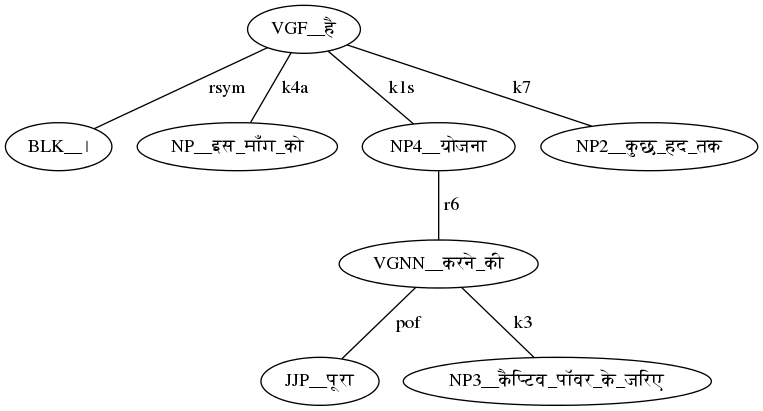 VGF__है
rsym k4a k1s k7
BLK__। NP__इस_माँग_को NP4__योजना NP2__कुछ_हद_तक
r6
VGNN__करने_की
pof k3
JJP__पूरा NP3__कैप्टिव_पॉवर_के_जरिए